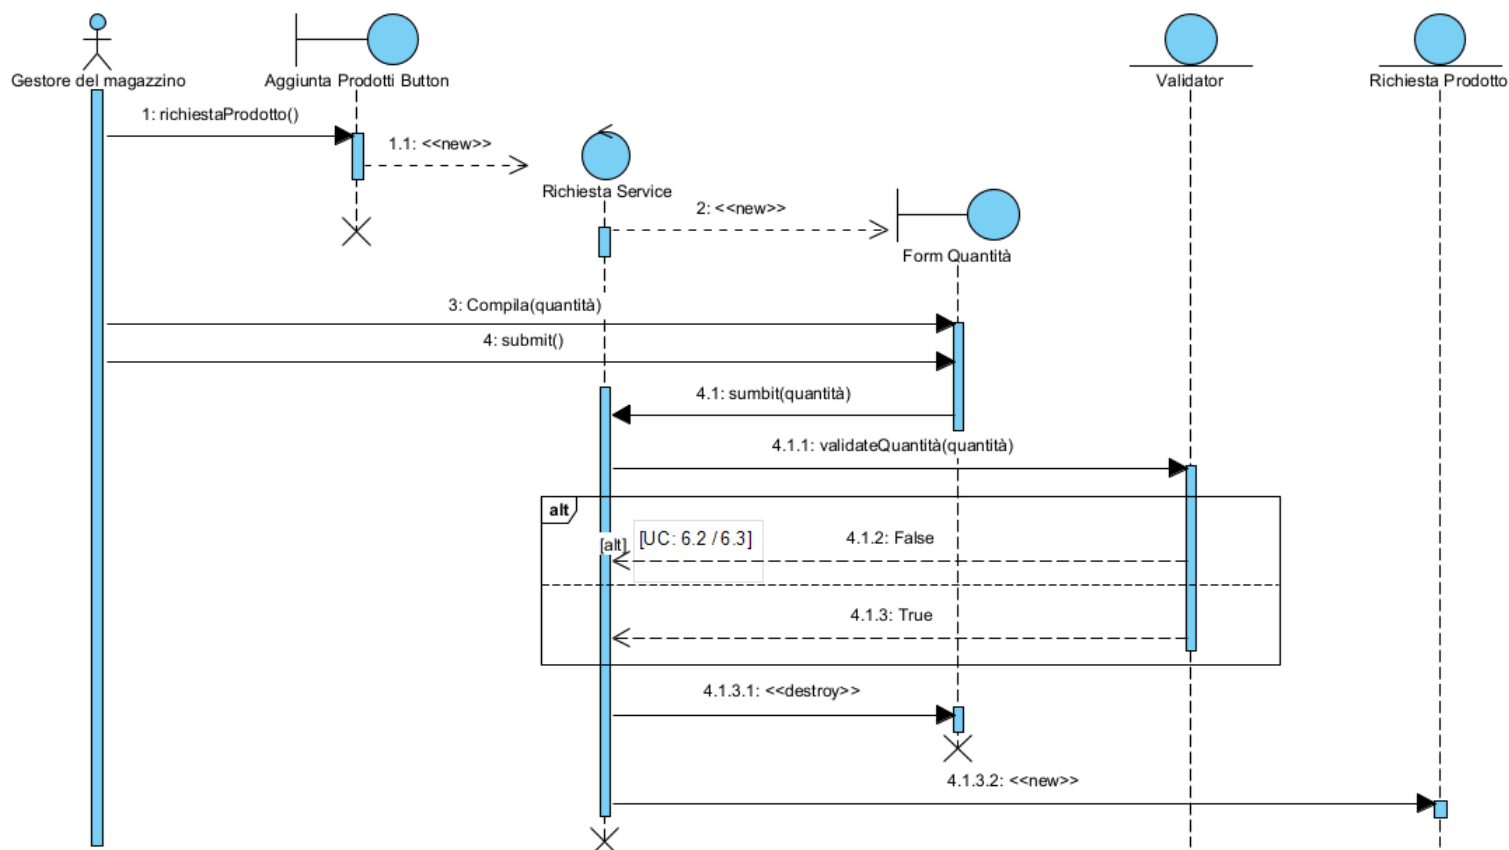 Gestore del magazzino
Aggiunta Prodotti Button
Validator
Richiesta Prodotto
1: richiestaProdotto()
1.1: <<new>>
Richiesta Service
2: <<new>>
Form Quantità
3: Compila(quantità)
4: submit()
4.1: sumbit(quantità)
4.1.1: validateQuantità(quantità)
alt
[alt]
[UC: 6.2 / 6.3]
4.1.2: False
4.1.3: True
4.1.3.1: <<destroy>>
4.1.3.2: <<new>>